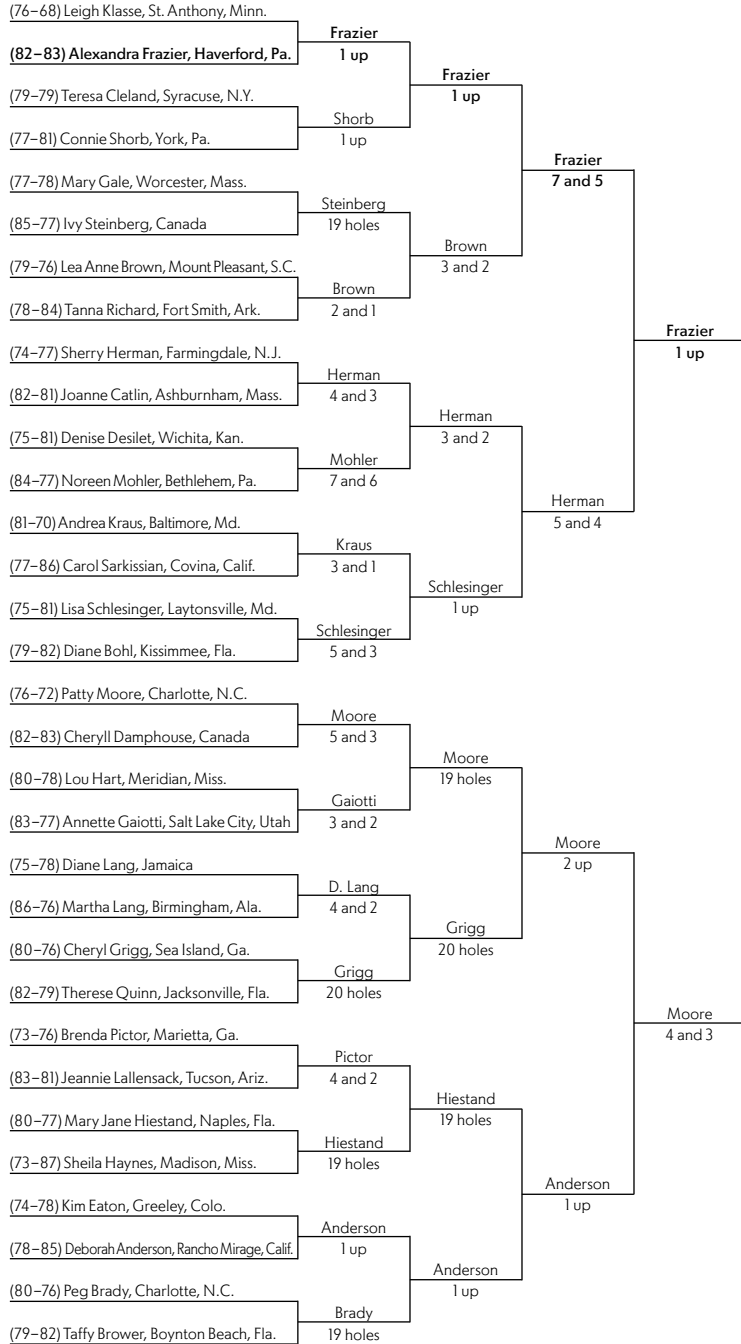 (76–68) Leigh Klasse, St. Anthony, Minn.
(82–83) Alexandra Frazier, Haverford, Pa.
(79–79) Teresa Cleland, Syracuse, N.Y.
(77–81) Connie Shorb, York, Pa.
(77–78) Mary Gale, Worcester, Mass.
(85–77) Ivy Steinberg, Canada
(79–76) Lea Anne Brown, Mount Pleasant, S.C.
(78–84) Tanna Richard, Fort Smith, Ark.
(74–77) Sherry Herman, Farmingdale, N.J.
(82–81) Joanne Catlin, Ashburnham, Mass.
(75–81) Denise Desilet, Wichita, Kan.
(84–77) Noreen Mohler, Bethlehem, Pa.
(81–70) Andrea Kraus, Baltimore, Md.
(77–86) Carol Sarkissian, Covina, Calif.
(75–81) Lisa Schlesinger, Laytonsville, Md.
(79–82) Diane Bohl, Kissimmee, Fla.
(76–72) Patty Moore, Charlotte, N.C.
(82–83) Cheryll Damphouse, Canada
(80–78) Lou Hart, Meridian, Miss.
(83–77) Annette Gaiotti, Salt Lake City, Utah
(75–78) Diane Lang, Jamaica
(86–76) Martha Lang, Birmingham, Ala.
(80–76) Cheryl Grigg, Sea Island, Ga.
(82–79) Therese Quinn, Jacksonville, Fla.
(73–76) Brenda Pictor, Marietta, Ga.
(83–81) Jeannie Lallensack, Tucson, Ariz.
(80–77) Mary Jane Hiestand, Naples, Fla.
(73–87) Sheila Haynes, Madison, Miss.
(74–78) Kim Eaton, Greeley, Colo.
(78–85) Deborah Anderson, Rancho Mirage, Calif.
(80–76) Peg Brady, Charlotte, N.C.
(79–82) Taffy Brower, Boynton Beach, Fla.
Frazier
1 up
Shorb
1 up
Steinberg
19 holes
Brown
2 and 1
Herman
4 and 3
Mohler
7 and 6
Kraus
3 and 1
Schlesinger
5 and 3
Moore
5 and 3
Gaiotti
3 and 2
D. Lang
4 and 2
Grigg
20 holes
Pictor
4 and 2
Hiestand
19 holes
Anderson
1 up
Brady
19 holes
Frazier
1 up
Brown
3 and 2
Herman
3 and 2
Schlesinger
1 up
Moore
19 holes
Grigg
20 holes
Hiestand
19 holes
Anderson
1 up
Frazier
7 and 5
Herman
5 and 4
Moore
2 up
Anderson
1 up
Frazier
1 up
Moore
4 and 3